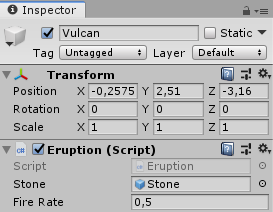 Inspector
Vulcan Static
Tag Untagged Layer Default
Transform
Position X -0,2575 Y 2,51 Z -3,16
Rotation X 0 Y 0 Z 0
Scale X 1 Y 1 Z 1
Eruption (Script)
Script Eruption
Stone Stone
Fire Rate 0,5